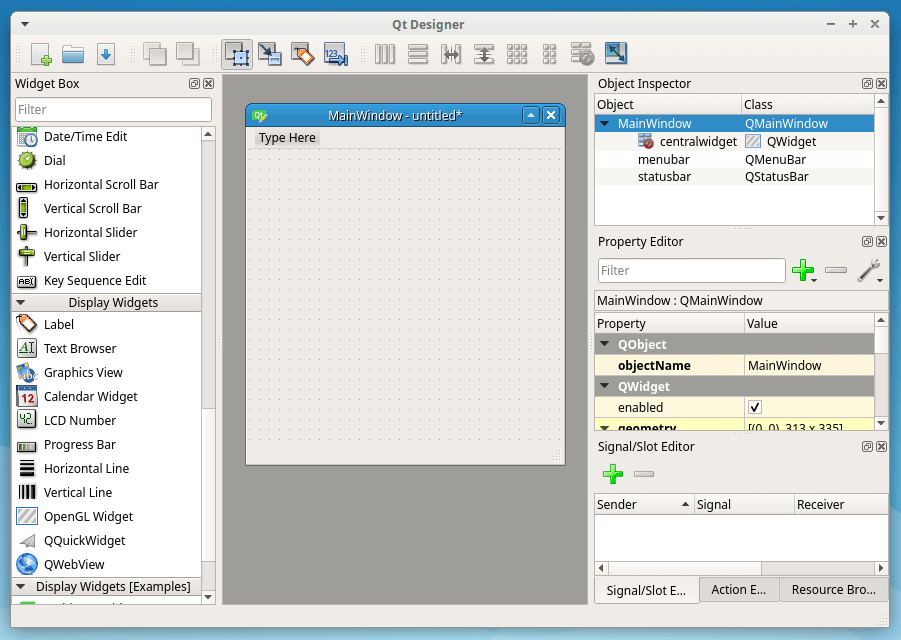 Qt Designer
Widget Box
Filter
Date/Time Edit
Dial
Horizontal Scroll Bar
Vertical Scroll Bar
Horizontal Slider
Vertical Slider
Key Sequence Edit
Display Widgets
Label
Text Browser
Graphics View
Calendar Widget
LCD Number
Progress Bar
Horizontal Line
Vertical Line
OpenGL Widget
QQuickWidget
QWebView
Display Widgets [Examples]
MainWindow - untitled*
Type Here
Object Inspector
Object Class
MainWindow QMainWindow
centralwidget QWidget
menubar QMenuBar
statusbar QStatusBar
Property Editor
Filter
MainWindow : QMainWindow
Property Value
QObject
objectName MainWindow
QWidget
enabled
geometry [(0, 0), 313 x 335]
Signal/Slot Editor
Sender Signal Receiver
Signal/Slot E... Action E... Resource Bro...